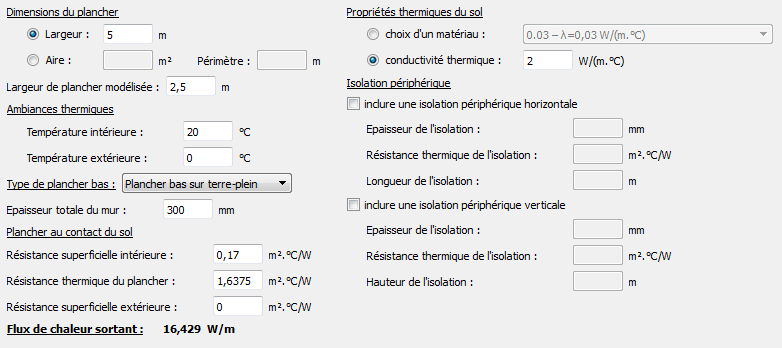 Dimensions du plancher
Largeur : 5 m
Aire : m² Périmètre : m
Largeur de plancher modélisée : 2,5 m
Ambiances thermiques
Température intérieure : 20 °C
Température extérieure : 0 °C
Type de plancher bas : Plancher bas sur terre-plein
Epaisseur totale du mur : 300 mm
Plancher au contact du sol
Résistance superficielle intérieure : 0,17 m².°C/W
Résistance thermique du plancher : 1,6375 m².°C/W
Résistance superficielle extérieure : 0 m².°C/W
Flux de chaleur sortant : 16,429 W/m
Propriétés thermiques du sol
choix d'un matériau : 0.03 – λ=0,03 W/(m.°C)
conductivité thermique : 2 W/(m.°C)
Isolation périphérique
inclure une isolation périphérique horizontale
Epaisseur de l'isolation : mm
Résistance thermique de l'isolation : m².°C/W
Longueur de l'isolation : m
inclure une isolation périphérique verticale
Epaisseur de l'isolation : mm
Résistance thermique de l'isolation : m².°C/W
Hauteur de l'isolation : m